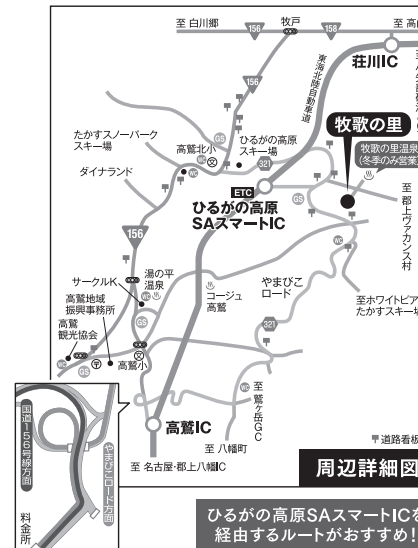 至 白川郷
牧戸
156
158
至 高山
荘川IC
156
東海北陸自動車道
牧歌の里
牧歌の里温泉
(冬季のみ営業)
たかすスノーパーク
スキー場
高鷲北小
ひるがの高原
スキー場
ダイナランド
WC
GS
WC
321
ETC
ひるがの高原
SAスマートIC
GS
至 郡上ヴァカンス村
156
WC
サークルK
湯の平
温泉
WC
コージュ
高鷲
やまびこ
ロード
至ホワイトピア
たかすスキー場
高鷲地域
振興事務所
GS
321
高鷲
観光協会
WC
GS
高鷲小
WC
至 鷲ヶ岳GC
高鷲IC
至 八幡町
至 名古屋・郡上八幡IC
道路看板
国道156号線方面
やまびこロード方面
料金所
周辺詳細図
ひるがの高原SAスマートICを
経由するルートがおすすめ!